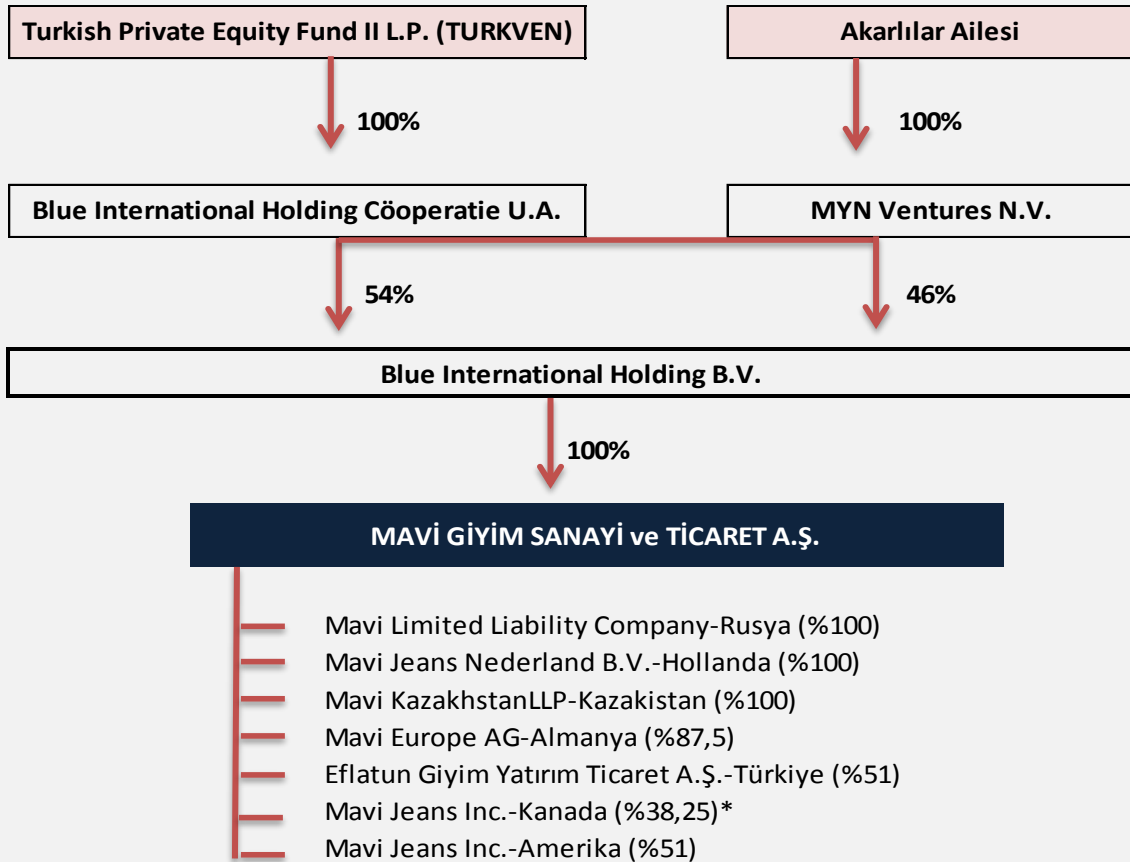 Turkish Private Equity Fund II L.P. (TURKVEN)
Akarlılar Ailesi
100%
100%
Blue International Holding Cöoperatie U.A.
MYN Ventures N.V.
54%
46%
Blue International Holding B.V.
100%
MAVİ GİYİM SANAYİ ve TİCARET A.Ş.
Mavi Limited Liability Company-Rusya (%100)
Mavi Jeans Nederland B.V.-Hollanda (%100)
Mavi KazakhstanLLP-Kazakistan (%100)
Mavi Europe AG-Almanya (%87,5)
Eflatun Giyim Yatırım Ticaret A.Ş.-Türkiye (%51)
Mavi Jeans Inc.-Kanada (%38,25)*
Mavi Jeans Inc.-Amerika (%51)